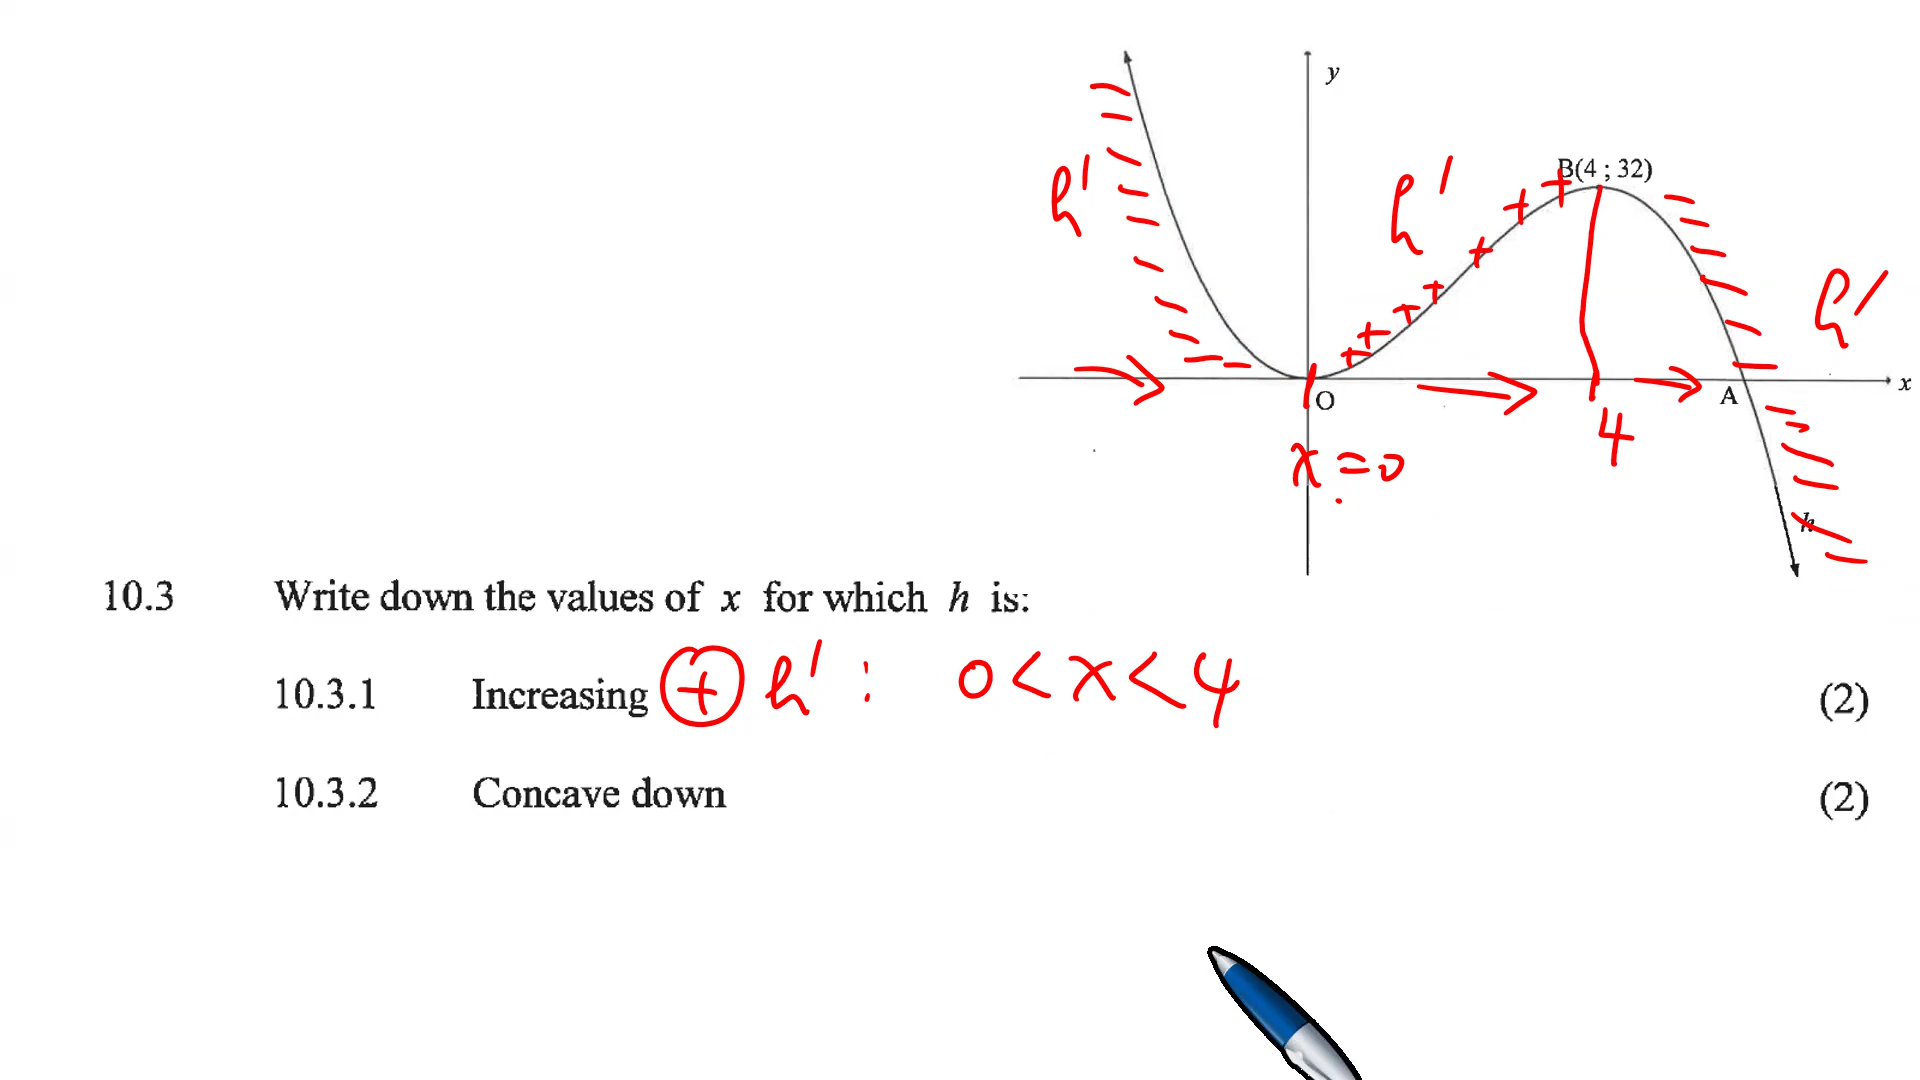 y
B(4 ; 32)
h'
h'
h'
x
O
A
4
x = 0
h
10.3 Write down the values of x for which h is:
10.3.1 Increasing + h' : 0 < x < 4 (2)
10.3.2 Concave down (2)